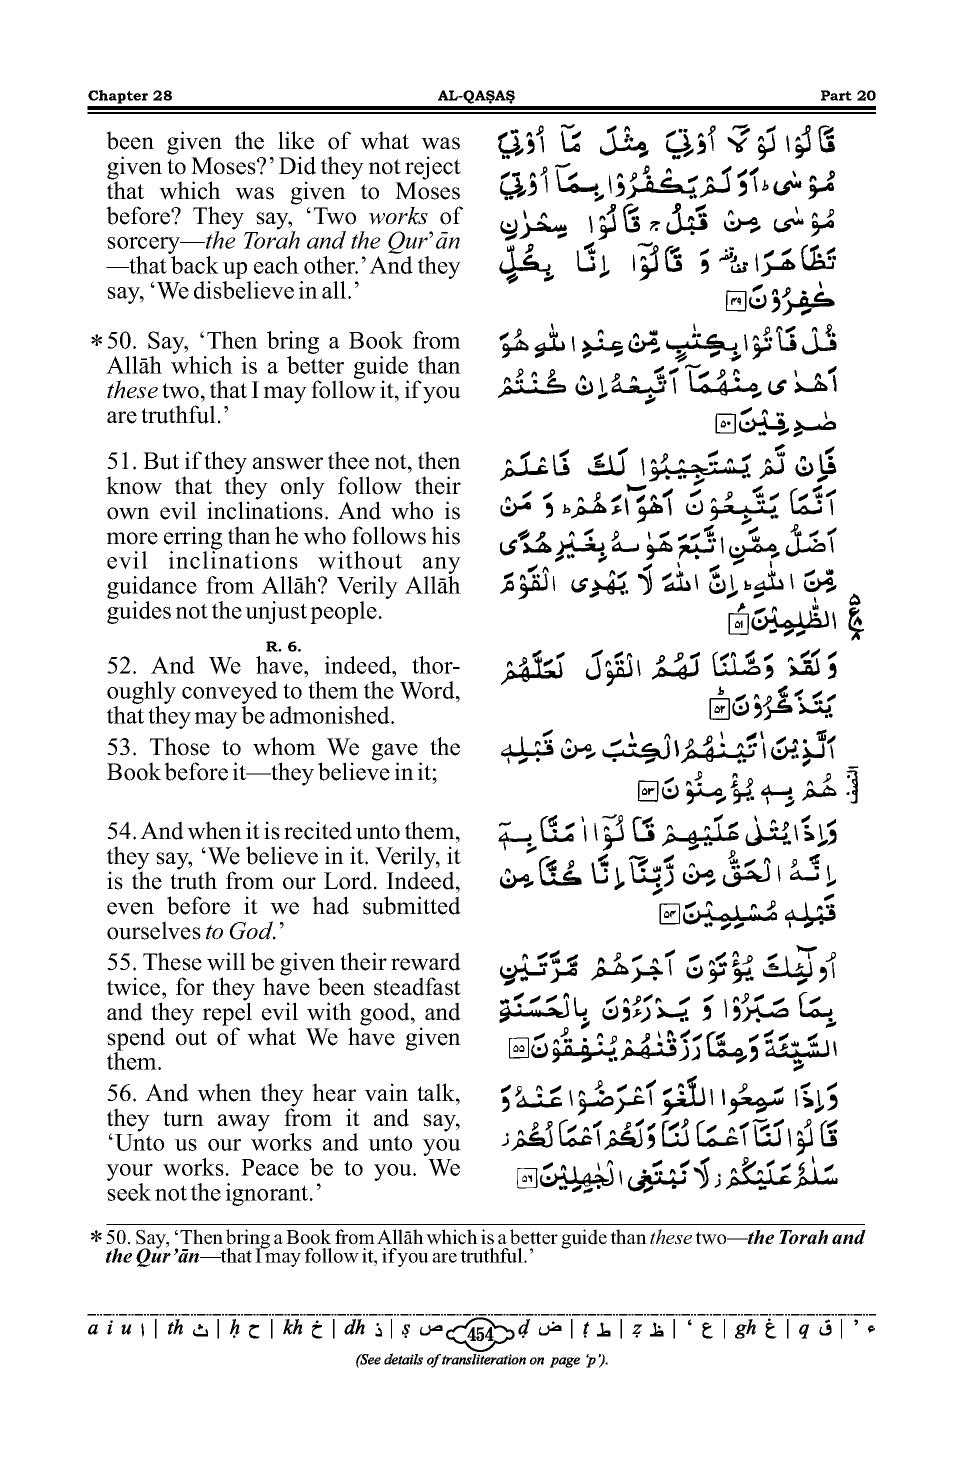 Chapter 28 AL-QAṢAṢ Part 20
been given the like of what was
given to Moses?’ Did they not reject
that which was given to Moses
before? They say, ‘Two works of
sorcery—the Torah and the Qur’ān
—that back up each other.’ And they
say, ‘We disbelieve in all.’
*50. Say, ‘Then bring a Book from
Allāh which is a better guide than
these two, that I may follow it, if you
are truthful.’
51. But if they answer thee not, then
know that they only follow their
own evil inclinations. And who is
more erring than he who follows his
evil inclinations without any
guidance from Allāh? Verily Allāh
guides not the unjust people.
R. 6.
52. And We have, indeed, thor-
oughly conveyed to them the Word,
that they may be admonished.
53. Those to whom We gave the
Book before it—they believe in it;
54. And when it is recited unto them,
they say, ‘We believe in it. Verily, it
is the truth from our Lord. Indeed,
even before it we had submitted
ourselves to God.’
55. These will be given their reward
twice, for they have been steadfast
and they repel evil with good, and
spend out of what We have given
them.
56. And when they hear vain talk,
they turn away from it and say,
‘Unto us our works and unto you
your works. Peace be to you. We
seek not the ignorant.’
قَالُوْا لَوْ لَاۤ اُوْتِيَ مِثْلَ مَاۤ اُوْتِيَ
مُوْسٰى ؕ اَوَ لَمْ يَكْفُرُوْا بِمَاۤ اُوْتِيَ
مُوْسٰى مِنْ قَبْلُ ۚ قَالُوْا سِحْرٰنِ
تَظَاهَرَا ۟ وَ قَالُوْۤا اِنَّا بِكُلٍّ
كٰفِرُوْنَ ۴۹
قُلْ فَاْتُوْا بِكِتٰبٍ مِّنْ عِنْدِ اللّٰهِ هُوَ
اَهْدٰى مِنْهُمَاۤ اَتَّبِعْهُ اِنْ كُنْتُمْ
صٰدِقِيْنَ ۵۰
فَاِنْ لَّمْ يَسْتَجِيْبُوْا لَكَ فَاعْلَمْ
اَنَّمَا يَتَّبِعُوْنَ اَهْوَآءَهُمْ ؕ وَ مَنْ
اَضَلُّ مِمَّنِ اتَّبَعَ هَوٰىهُ بِغَيْرِ هُدًى
مِّنَ اللّٰهِ ؕ اِنَّ اللّٰهَ لَا يَهْدِى الْقَوْمَ
الظّٰلِمِيْنَ ۵۱
وَ لَقَدْ وَصَّلْنَا لَهُمُ الْقَوْلَ لَعَلَّهُمْ
يَتَذَكَّرُوْنَ ۵۲
اَلَّذِيْنَ اٰتَيْنٰهُمُ الْكِتٰبَ مِنْ قَبْلِهٖ
هُمْ بِهٖ يُؤْمِنُوْنَ ۵۳
النصف
وَاِذَا يُتْلٰى عَلَيْهِمْ قَالُوْۤا اٰمَنَّا بِهٖۤ
اِنَّهُ الْحَقُّ مِنْ رَّبِّنَاۤ اِنَّا كُنَّا مِنْ
قَبْلِهٖ مُسْلِمِيْنَ ۵۴
اُولٰٓئِكَ يُؤْتَوْنَ اَجْرَهُمْ مَّرَّتَيْنِ
بِمَا صَبَرُوْا وَ يَدْرَءُوْنَ بِالْحَسَنَةِ
السَّيِّئَةَ وَمِمَّا رَزَقْنٰهُمْ يُنْفِقُوْنَ ۵۵
وَاِذَا سَمِعُوا اللَّغْوَ اَعْرَضُوْا عَنْهُ وَ
قَالُوْا لَنَاۤ اَعْمَالُنَا وَلَكُمْ اَعْمَالُكُمْ ز
سَلٰمٌ عَلَيْكُمْ ز لَا نَبْتَغِى الْجٰهِلِيْنَ ۵۶
*50. Say, ‘Then bring a Book from Allāh which is a better guide than these two—the Torah and
the Qur’ān—that I may follow it, if you are truthful.’
a i u ا | th ث | ḥ ح | kh خ | dh ذ | ṣ ص 454 ḍ ض | ṭ ط | ẓ ظ | ‘ ع | gh غ | q ق | ’ ء
(See details of transliteration on page ‘p’).